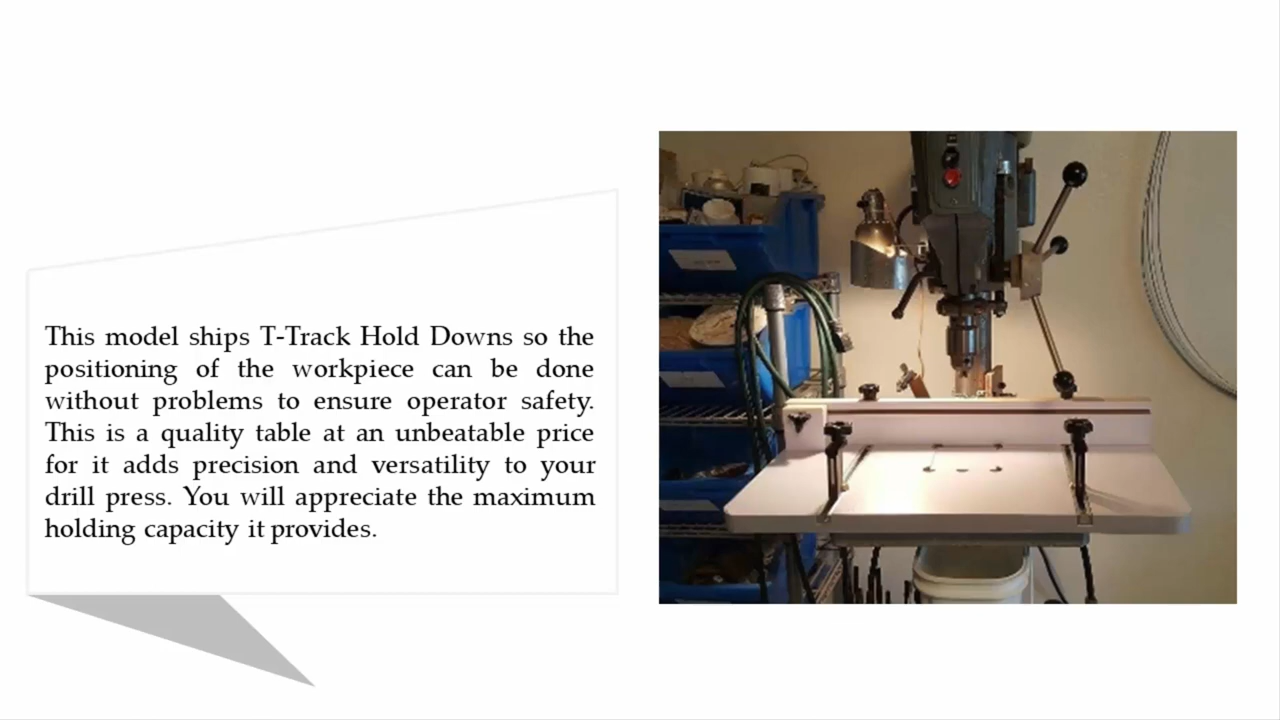 This model ships T-Track Hold Downs so the
positioning of the workpiece can be done
without problems to ensure operator safety.
This is a quality table at an unbeatable price
for it adds precision and versatility to your
drill press. You will appreciate the maximum
holding capacity it provides.